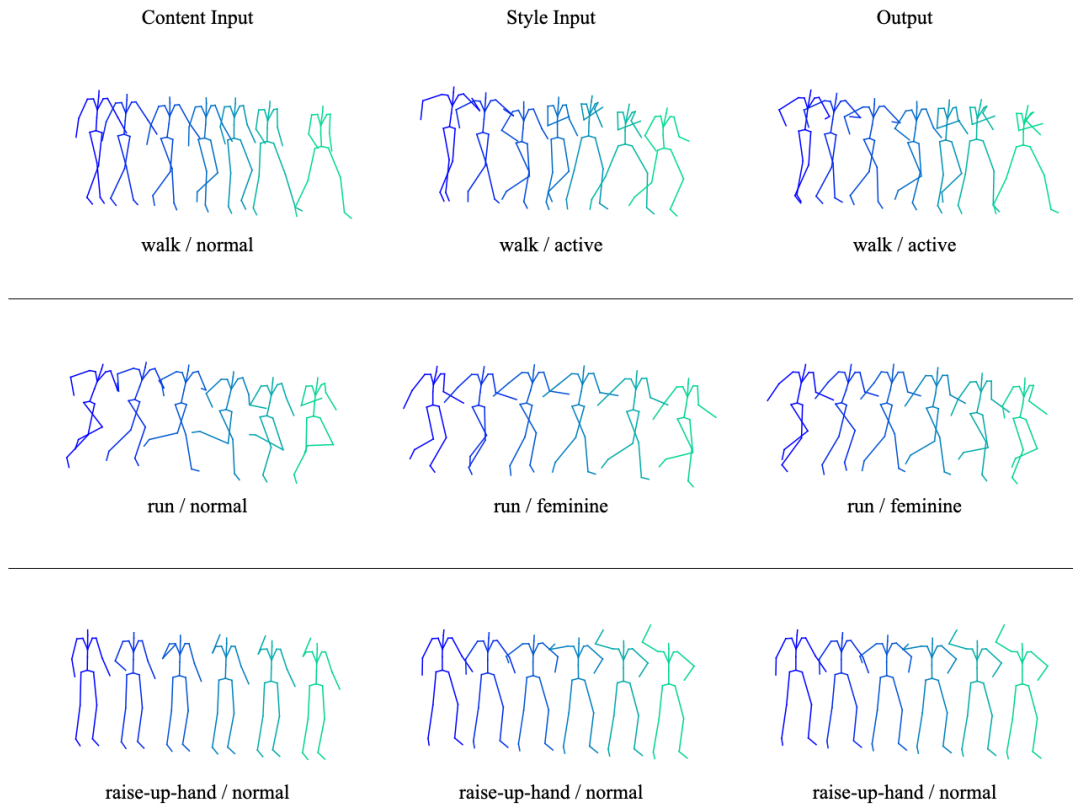 Content Input
Style Input
Output
walk / normal
walk / active
walk / active
run / normal
run / feminine
run / feminine
raise-up-hand / normal
raise-up-hand / normal
raise-up-hand / normal